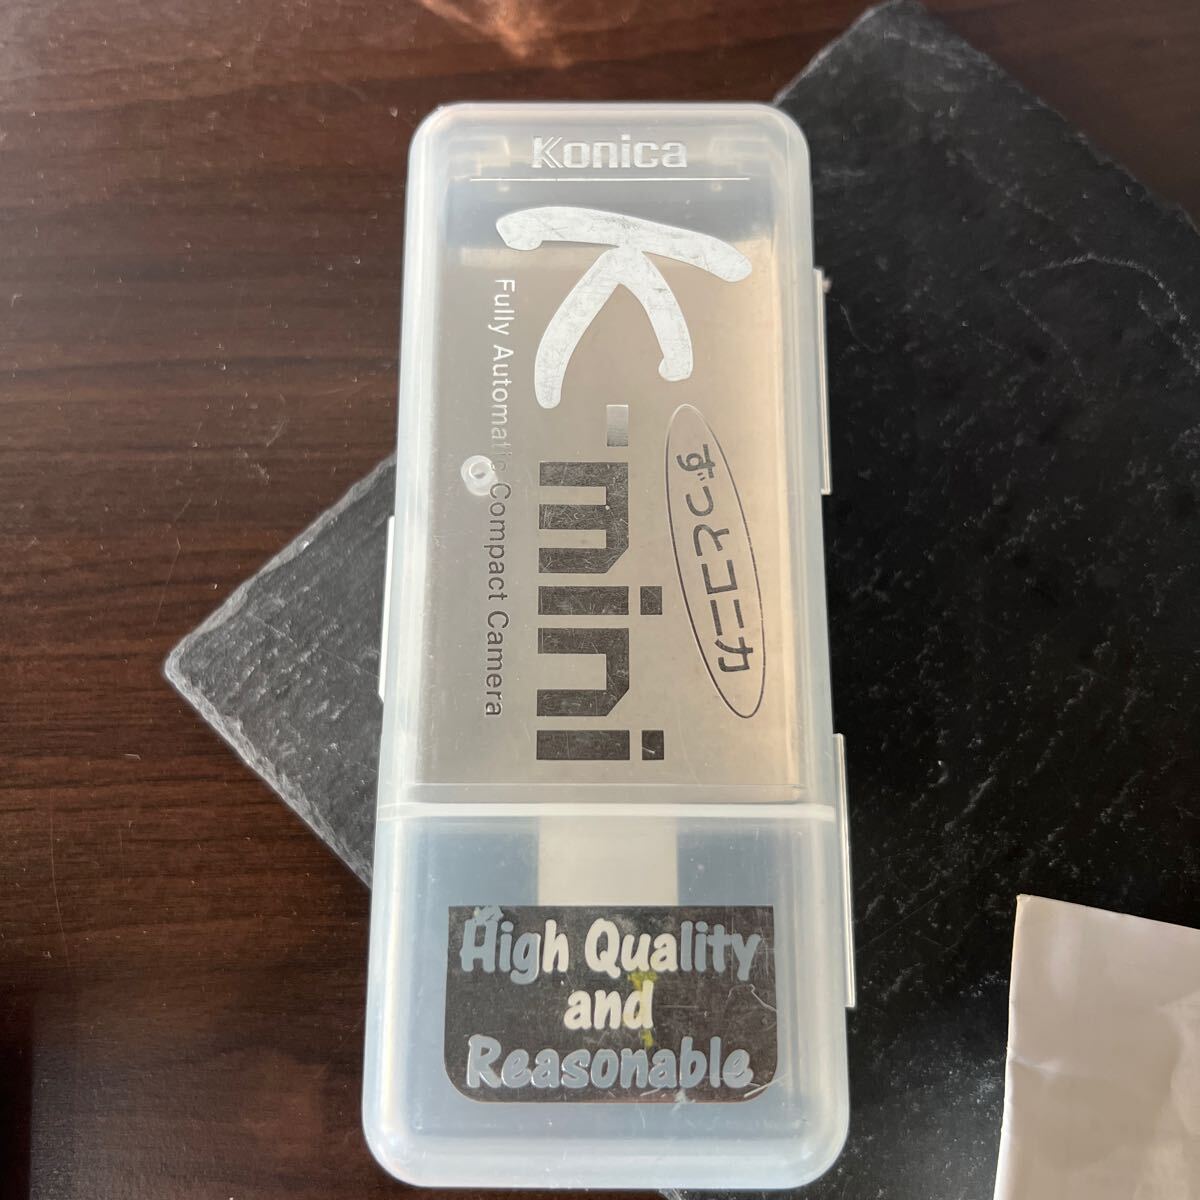 Konica
K-mini
Fully Automatic Compact Camera
ずっとコニカ
High Quality
and
Reasonable